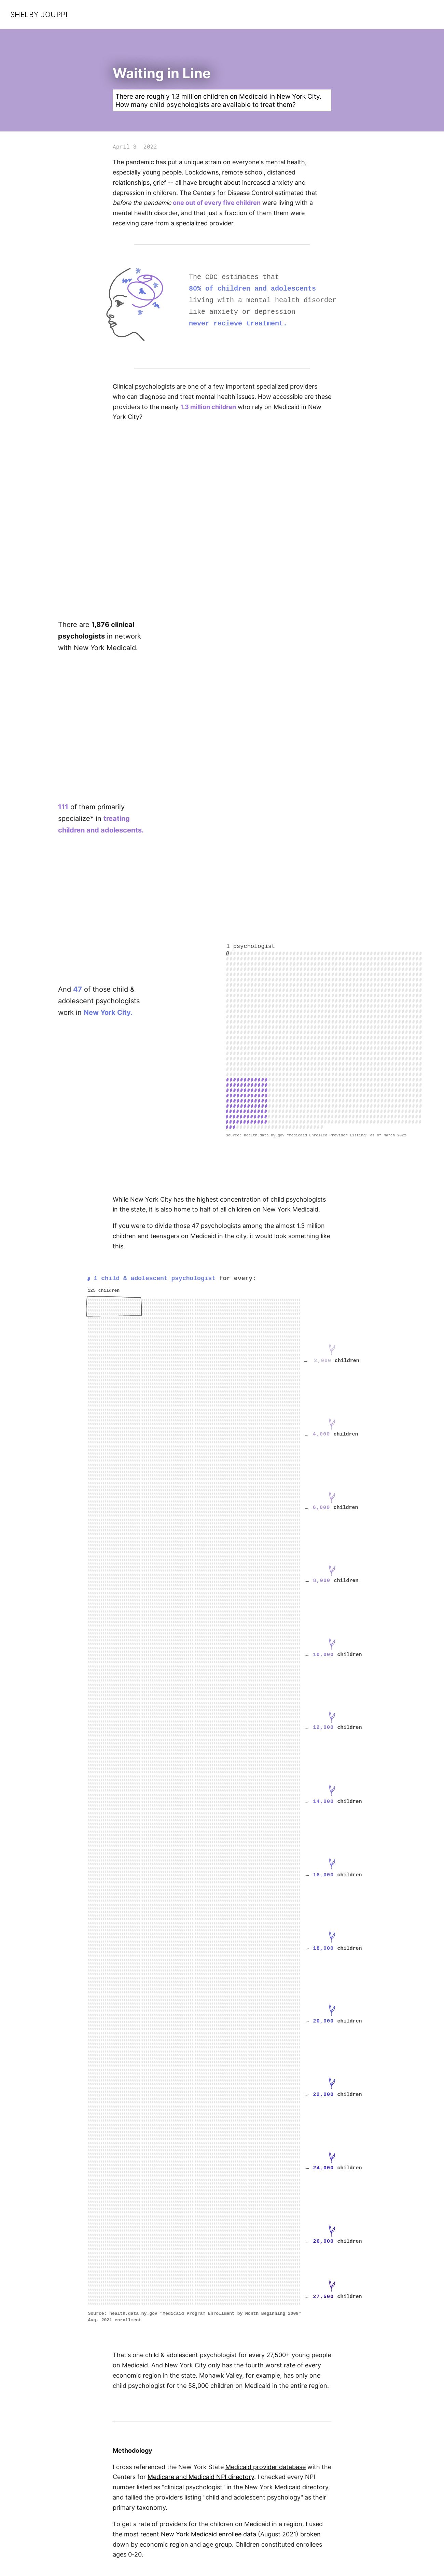 SHELBY JOUPPI
Waiting in Line
There are roughly 1.3 million children on Medicaid in New York City.
How many child psychologists are available to treat them?
April 3, 2022
The pandemic has put a unique strain on everyone's mental health,
especially young people. Lockdowns, remote school, distanced
relationships, grief -- all have brought about increased anxiety and
depression in children. The Centers for Disease Control estimated that
before the pandemic one out of every five children were living with a
mental health disorder, and that just a fraction of them them were
receiving care from a specialized provider.
The CDC estimates that
80% of children and adolescents
living with a mental health disorder
like anxiety or depression
never recieve treatment.
Clinical psychologists are one of a few important specialized providers
who can diagnose and treat mental health issues. How accessible are these
providers to the nearly 1.3 million children who rely on Medicaid in New
York City?
There are 1,876 clinical
psychologists in network
with New York Medicaid.
111 of them primarily
specialize* in treating
children and adolescents.
1 psychologist
And 47 of those child &
adolescent psychologists
work in New York City.
Source: health.data.ny.gov "Medicaid Enrolled Provider Listing" as of March 2022
While New York City has the highest concentration of child psychologists
in the state, it is also home to half of all children on New York Medicaid.
If you were to divide those 47 psychologists among the almost 1.3 million
children and teenagers on Medicaid in the city, it would look something like
this.
1 child & adolescent psychologist for every:
125 children
… 2,000 children
… 4,000 children
… 6,000 children
… 8,000 children
… 10,000 children
… 12,000 children
… 14,000 children
… 16,000 children
… 18,000 children
… 20,000 children
… 22,000 children
… 24,000 children
… 26,000 children
… 27,500 children
Source: health.data.ny.gov "Medicaid Program Enrollment by Month Beginning 2009"
Aug. 2021 enrollment
That's one child & adolescent psychologist for every 27,500+ young people
on Medicaid. And New York City only has the fourth worst rate of every
economic region in the state. Mohawk Valley, for example, has only one
child psychologist for the 58,000 children on Medicaid in the entire region.
Methodology
I cross referenced the New York State Medicaid provider database with the
Centers for Medicare and Medicaid NPI directory. I checked every NPI
number listed as "clinical psychologist" in the New York Medicaid directory,
and tallied the providers listing "child and adolescent psychology" as their
primary taxonomy.
To get a rate of providers for the children on Medicaid in a region, I used
the most recent New York Medicaid enrollee data (August 2021) broken
down by economic region and age group. Children constituted enrollees
ages 0-20.